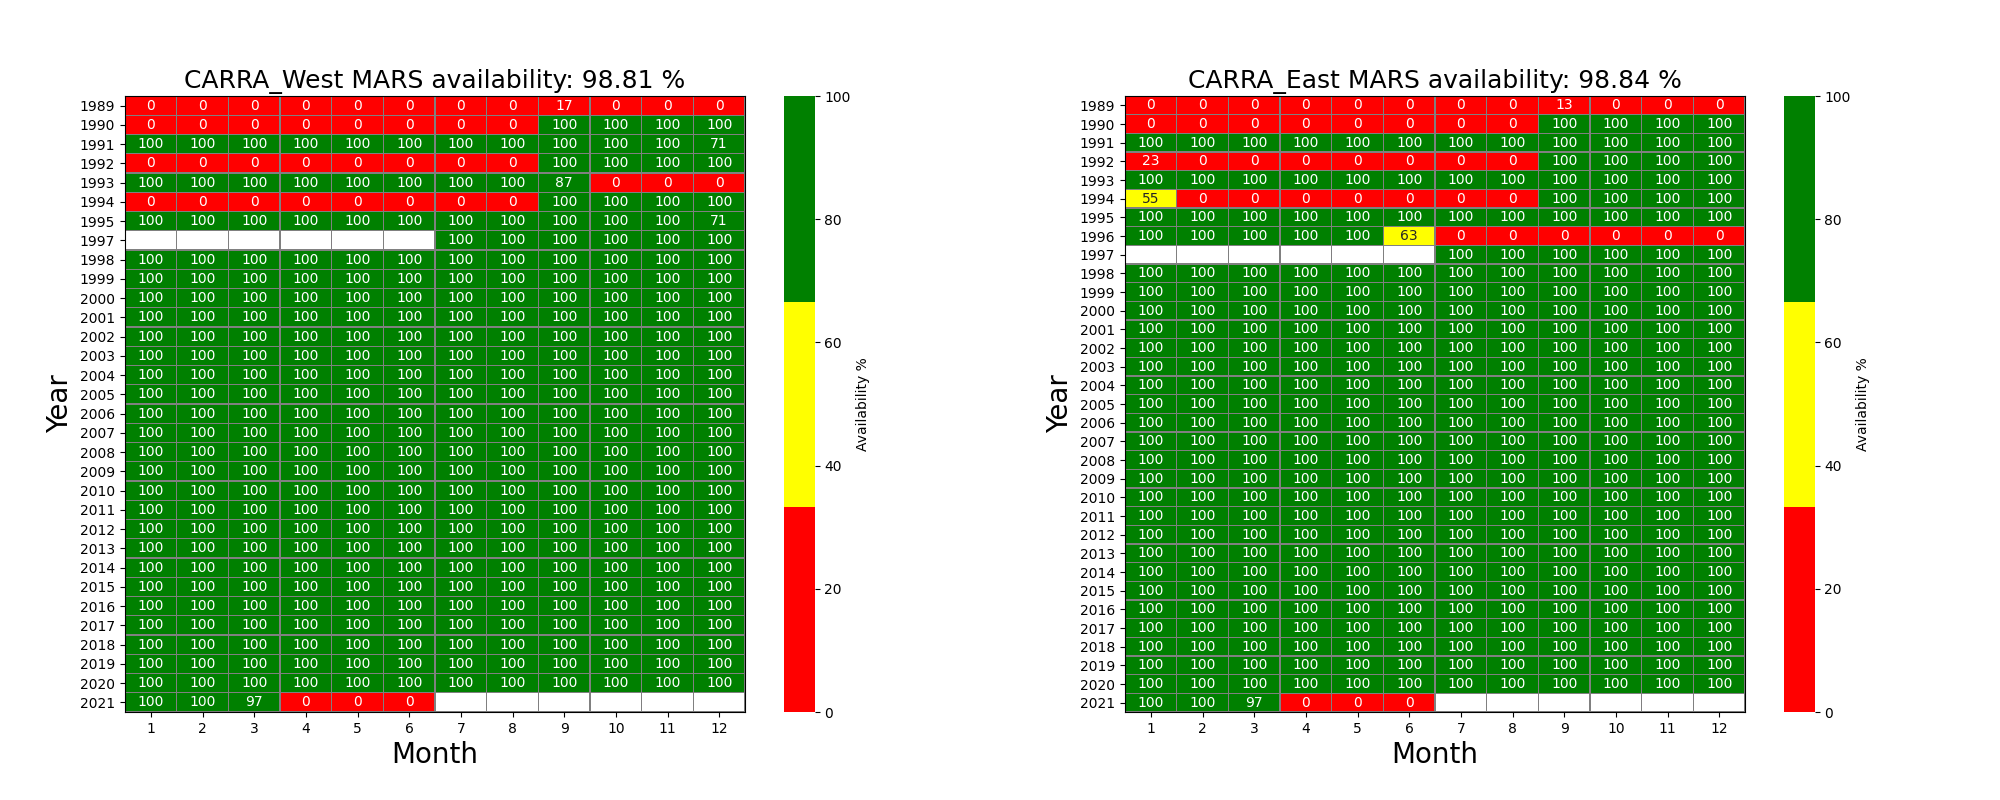 CARRA_West MARS availability: 98.81 %
1989 0 0 0 0 0 0 0 0 17 0 0 0
1990 0 0 0 0 0 0 0 0 100 100 100 100
1991 100 100 100 100 100 100 100 100 100 100 100 71
1992 0 0 0 0 0 0 0 0 100 100 100 100
1993 100 100 100 100 100 100 100 100 87 0 0 0
1994 0 0 0 0 0 0 0 0 100 100 100 100
1995 100 100 100 100 100 100 100 100 100 100 100 71
1997 100 100 100 100 100 100
1998 100 100 100 100 100 100 100 100 100 100 100 100
1999 100 100 100 100 100 100 100 100 100 100 100 100
2000 100 100 100 100 100 100 100 100 100 100 100 100
2001 100 100 100 100 100 100 100 100 100 100 100 100
2002 100 100 100 100 100 100 100 100 100 100 100 100
2003 100 100 100 100 100 100 100 100 100 100 100 100
2004 100 100 100 100 100 100 100 100 100 100 100 100
2005 100 100 100 100 100 100 100 100 100 100 100 100
2006 100 100 100 100 100 100 100 100 100 100 100 100
2007 100 100 100 100 100 100 100 100 100 100 100 100
2008 100 100 100 100 100 100 100 100 100 100 100 100
2009 100 100 100 100 100 100 100 100 100 100 100 100
2010 100 100 100 100 100 100 100 100 100 100 100 100
2011 100 100 100 100 100 100 100 100 100 100 100 100
2012 100 100 100 100 100 100 100 100 100 100 100 100
2013 100 100 100 100 100 100 100 100 100 100 100 100
2014 100 100 100 100 100 100 100 100 100 100 100 100
2015 100 100 100 100 100 100 100 100 100 100 100 100
2016 100 100 100 100 100 100 100 100 100 100 100 100
2017 100 100 100 100 100 100 100 100 100 100 100 100
2018 100 100 100 100 100 100 100 100 100 100 100 100
2019 100 100 100 100 100 100 100 100 100 100 100 100
2020 100 100 100 100 100 100 100 100 100 100 100 100
2021 100 100 97 0 0 0
1 2 3 4 5 6 7 8 9 10 11 12
Month
Year
100
80
60
40
20
0
Availability %
CARRA_East MARS availability: 98.84 %
1989 0 0 0 0 0 0 0 0 13 0 0 0
1990 0 0 0 0 0 0 0 0 100 100 100 100
1991 100 100 100 100 100 100 100 100 100 100 100 100
1992 23 0 0 0 0 0 0 0 100 100 100 100
1993 100 100 100 100 100 100 100 100 100 100 100 100
1994 55 0 0 0 0 0 0 0 100 100 100 100
1995 100 100 100 100 100 100 100 100 100 100 100 100
1996 100 100 100 100 100 63 0 0 0 0 0 0
1997 100 100 100 100 100 100
1998 100 100 100 100 100 100 100 100 100 100 100 100
1999 100 100 100 100 100 100 100 100 100 100 100 100
2000 100 100 100 100 100 100 100 100 100 100 100 100
2001 100 100 100 100 100 100 100 100 100 100 100 100
2002 100 100 100 100 100 100 100 100 100 100 100 100
2003 100 100 100 100 100 100 100 100 100 100 100 100
2004 100 100 100 100 100 100 100 100 100 100 100 100
2005 100 100 100 100 100 100 100 100 100 100 100 100
2006 100 100 100 100 100 100 100 100 100 100 100 100
2007 100 100 100 100 100 100 100 100 100 100 100 100
2008 100 100 100 100 100 100 100 100 100 100 100 100
2009 100 100 100 100 100 100 100 100 100 100 100 100
2010 100 100 100 100 100 100 100 100 100 100 100 100
2011 100 100 100 100 100 100 100 100 100 100 100 100
2012 100 100 100 100 100 100 100 100 100 100 100 100
2013 100 100 100 100 100 100 100 100 100 100 100 100
2014 100 100 100 100 100 100 100 100 100 100 100 100
2015 100 100 100 100 100 100 100 100 100 100 100 100
2016 100 100 100 100 100 100 100 100 100 100 100 100
2017 100 100 100 100 100 100 100 100 100 100 100 100
2018 100 100 100 100 100 100 100 100 100 100 100 100
2019 100 100 100 100 100 100 100 100 100 100 100 100
2020 100 100 100 100 100 100 100 100 100 100 100 100
2021 100 100 97 0 0 0
1 2 3 4 5 6 7 8 9 10 11 12
Month
Year
100
80
60
40
20
0
Availability %